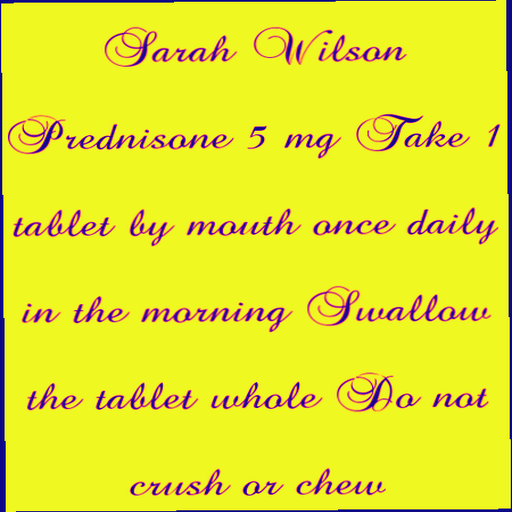 Sarah Wilson
Prednisone 5 mg Take 1
tablet by mouth once daily
in the morning Swallow
the tablet whole Do not
crush or chew